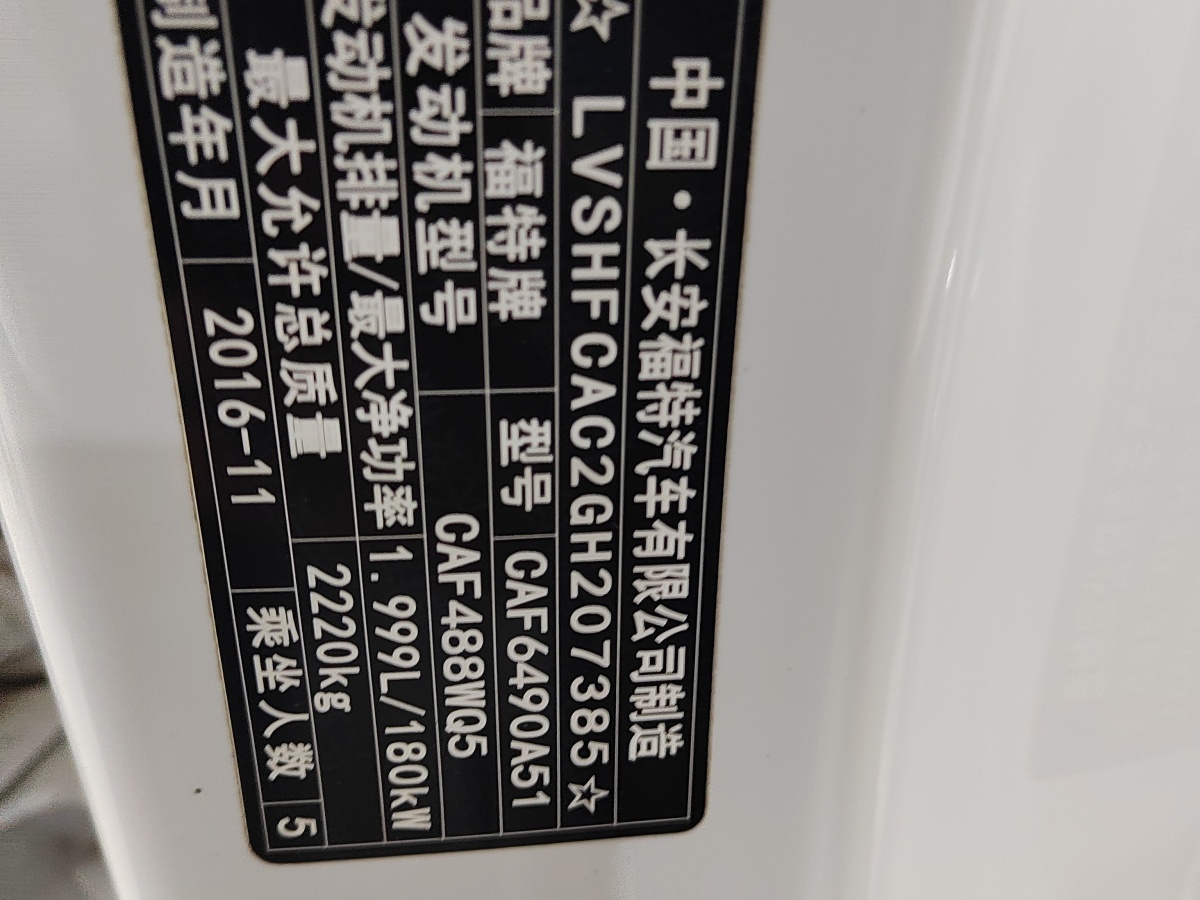 中国·长安福特汽车有限公司制造
☆ LVSHFCAC2GH207385☆
品牌 福特牌 型号 CAF6490A51
发动机型号 CAF488WQ5
发动机排量/最大净功率 1.999L/180kW
最大允许总质量 2220kg
制造年月 2016-11 乘坐人数 5